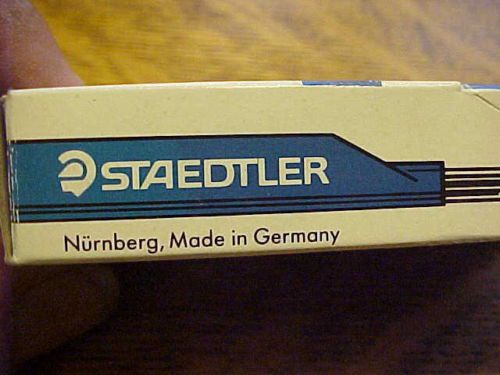 STAEDTLER
Nürnberg, Made in Germany